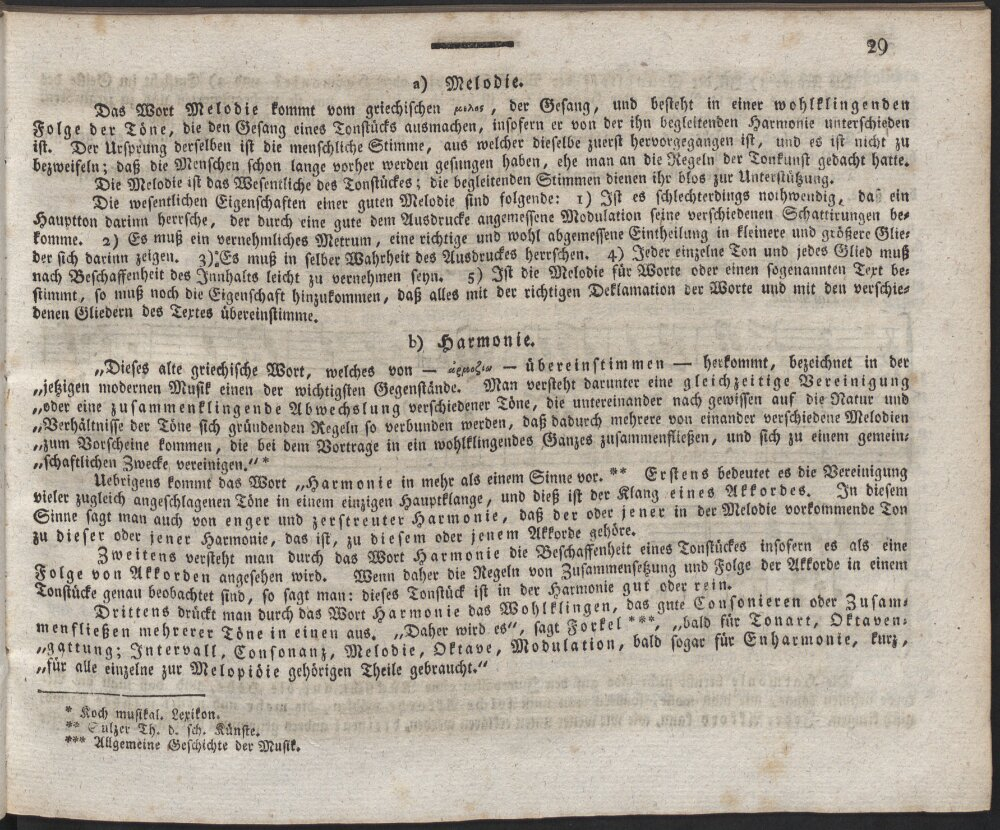 29
a) Melodie.
Das Wort Melodie kommt vom griechischen μελος, der Gesang, und besteht in einer wohlklingenden
Folge der Töne, die den Gesang eines Tonstücks ausmachen, insofern er von der ihn begleitenden Harmonie unterschieden
ist. Der Ursprung derselben ist die menschliche Stimme, aus welcher dieselbe zuerst hervorgegangen ist, und es ist nicht zu
bezweifeln; daß die Menschen schon lange vorher werden gesungen haben, ehe man an die Regeln der Tonkunst gedacht hatte.
Die Melodie ist das Wesentliche des Tonstückes; die begleitenden Stimmen dienen ihr blos zur Unterstützung.
Die wesentlichen Eigenschaften einer guten Melodie sind folgende: 1) Ist es schlechterdings nothwendig, daß ein
Hauptton darinn herrsche, der durch eine gute dem Ausdrucke angemessene Modulation seine verschiedenen Schattirungen be-
komme. 2) Es muß ein vernehmliches Metrum, eine richtige und wohl abgemessene Eintheilung in kleinere und größere Glie-
der sich darinn zeigen. 3) Es muß in selber Wahrheit des Ausdruckes herrschen. 4) Jeder einzelne Ton und jedes Glied muß
nach Beschaffenheit des Innhalts leicht zu vernehmen seyn. 5) Ist die Melodie für Worte oder einen sogenannten Text be-
stimmt, so muß noch die Eigenschaft hinzukommen, daß alles mit der richtigen Deklamation der Worte und mit den verschie-
denen Gliedern des Textes übereinstimme.
b) Harmonie.
„Dieses alte griechische Wort, welches von — ἁρμοζειν — übereinstimmen — herkommt, bezeichnet in der
„jetzigen modernen Musik einen der wichtigsten Gegenstände. Man versteht darunter eine gleichzeitige Vereinigung
„oder eine zusammenklingende Abwechslung verschiedener Töne, die untereinander nach gewissen auf die Natur und
„Verhältnisse der Töne sich gründenden Regeln so verbunden werden, daß dadurch mehrere von einander verschiedene Melodien
„zum Vorscheine kommen, die bei dem Vortrage in ein wohlklingendes Ganzes zusammenfließen, und sich zu einem gemein-
„schaftlichen Zwecke vereinigen.“ *
Uebrigens kommt das Wort „Harmonie in mehr als einem Sinne vor. ** Erstens bedeutet es die Vereinigung
vieler zugleich angeschlagenen Töne in einem einzigen Hauptklange, und dieß ist der Klang eines Akkordes. In diesem
Sinne sagt man auch von enger und zerstreuter Harmonie, daß der oder jener in der Melodie vorkommende Ton
zu dieser oder jener Harmonie, das ist, zu diesem oder jenem Akkorde gehöre.
Zweitens versteht man durch das Wort Harmonie die Beschaffenheit eines Tonstückes insofern es als eine
Folge von Akkorden angesehen wird. Wenn daher die Regeln von Zusammensetzung und Folge der Akkorde in einem
Tonstücke genau beobachtet sind, so sagt man: dieses Tonstück ist in der Harmonie gut oder rein.
Drittens drückt man durch das Wort Harmonie das Wohlklingen, das gute Consonieren oder Zusam-
menfließen mehrerer Töne in einen aus. „Daher wird es“, sagt Forkel ***, „bald für Tonart, Oktaven-
„gattung; Intervall, Consonanz, Melodie, Oktave, Modulation, bald sogar für Enharmonie, kurz,
„für alle einzelne zur Melopöie gehörigen Theile gebraucht.“
* Koch musikal. Lexikon.
** Sulzer Th. d. sch. Künste.
*** Allgemeine Geschichte der Musik.